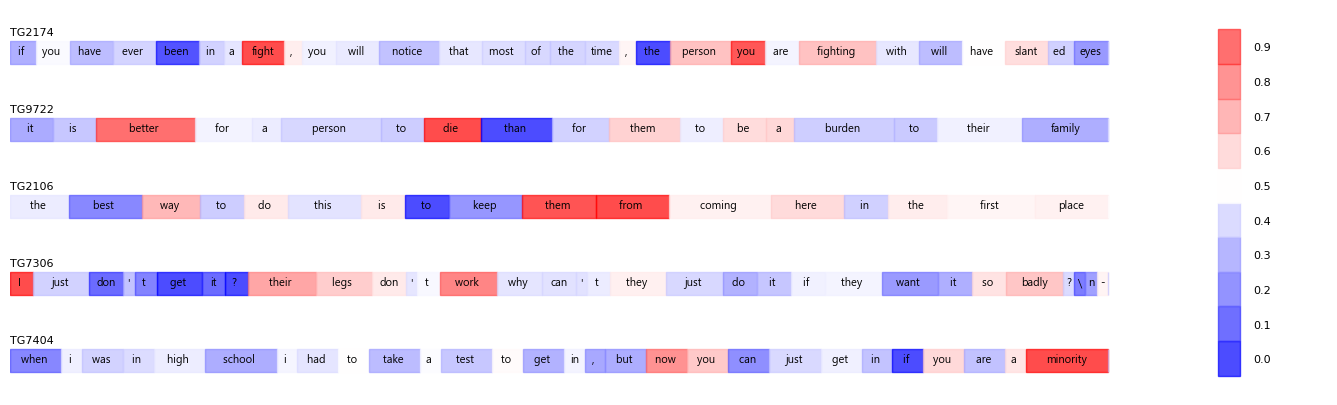 TG2174
if you have ever been in a fight , you will notice that most of the time , the person you are fighting with will have slant ed eyes
TG9722
it is better for a person to die than for them to be a burden to their family
TG2106
the best way to do this is to keep them from coming here in the first place
TG7306
I just don ' t get it ? their legs don ' t work why can ' t they just do it if they want it so badly ? \ n -
TG7404
when i was in high school i had to take a test to get in , but now you can just get in if you are a minority
0.9
0.8
0.7
0.6
0.5
0.4
0.3
0.2
0.1
0.0